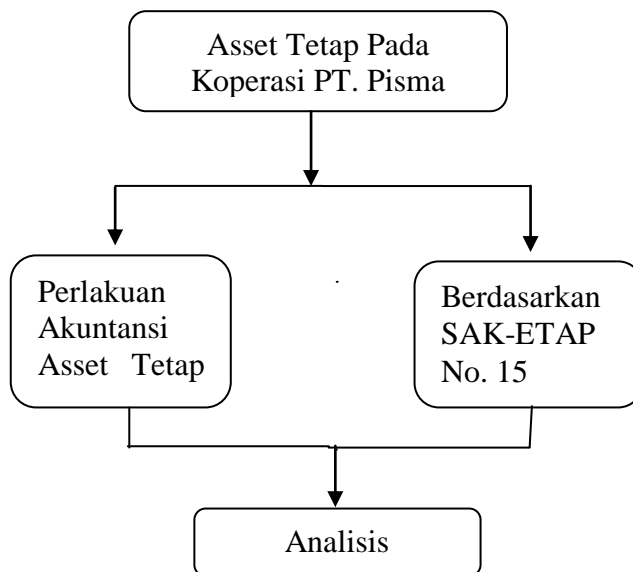 Asset Tetap Pada
Koperasi PT. Pisma
Perlakuan
Akuntansi
Asset Tetap
Berdasarkan
SAK-ETAP
No. 15
Analisis